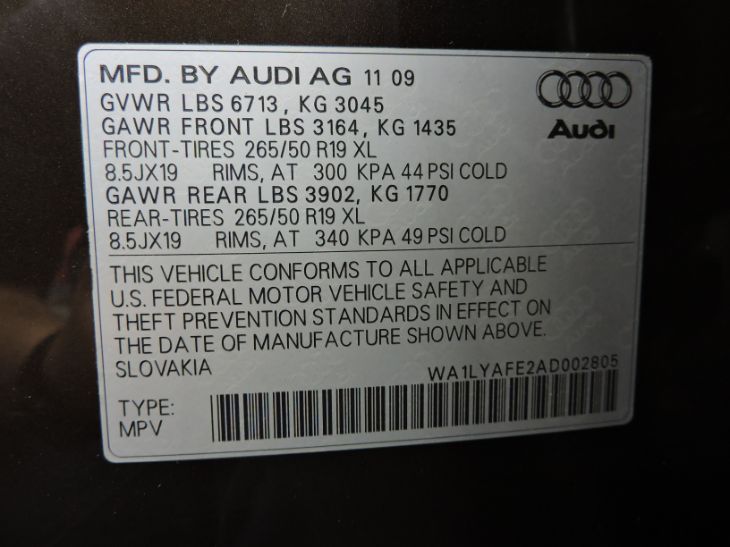 MFD. BY AUDI AG 11 09
GVWR LBS 6713, KG 3045
GAWR FRONT LBS 3164, KG 1435
FRONT-TIRES 265/50 R19 XL
8.5JX19 RIMS, AT 300 KPA 44 PSI COLD
GAWR REAR LBS 3902, KG 1770
REAR-TIRES 265/50 R19 XL
8.5JX19 RIMS, AT 340 KPA 49 PSI COLD
Audi
THIS VEHICLE CONFORMS TO ALL APPLICABLE
U.S. FEDERAL MOTOR VEHICLE SAFETY AND
THEFT PREVENTION STANDARDS IN EFFECT ON
THE DATE OF MANUFACTURE SHOWN ABOVE.
SLOVAKIA
WA1LYAFE2AD002805
TYPE:
MPV